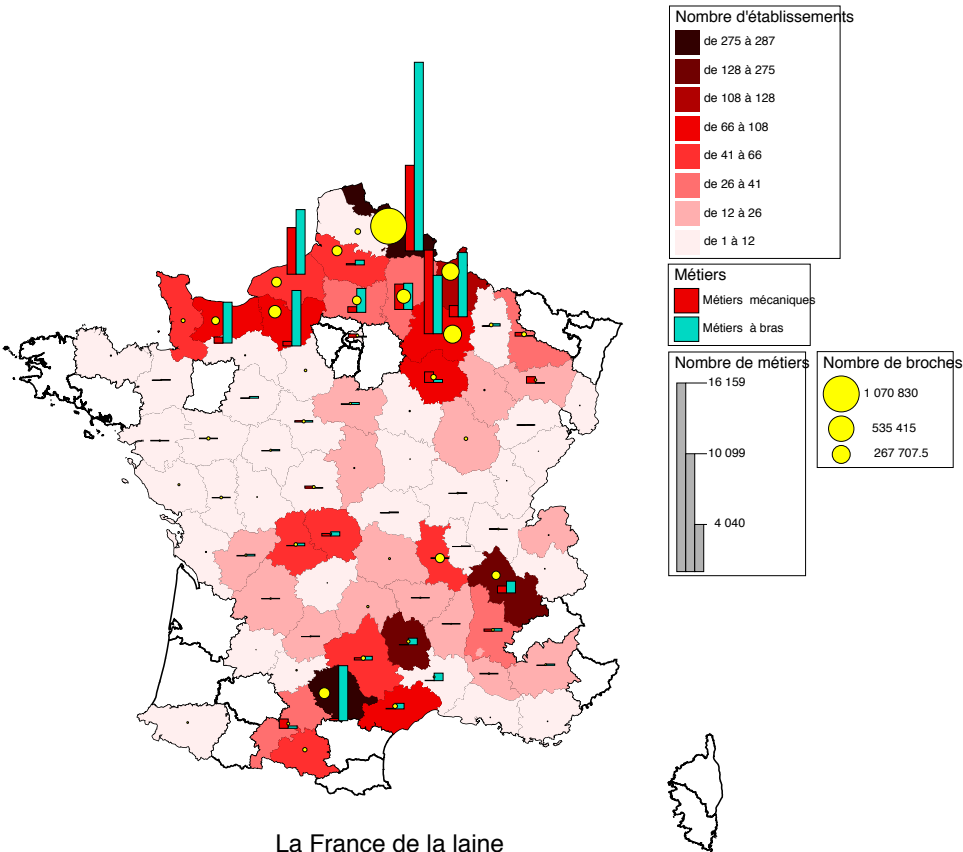 Nombre d'établissements
de 275 à 287
de 128 à 275
de 108 à 128
de 66 à 108
de 41 à 66
de 26 à 41
de 12 à 26
de 1 à 12
Métiers
Métiers mécaniques
Métiers à bras
Nombre de métiers
16 159
10 099
4 040
Nombre de broches
1 070 830
535 415
267 707.5
La France de la laine